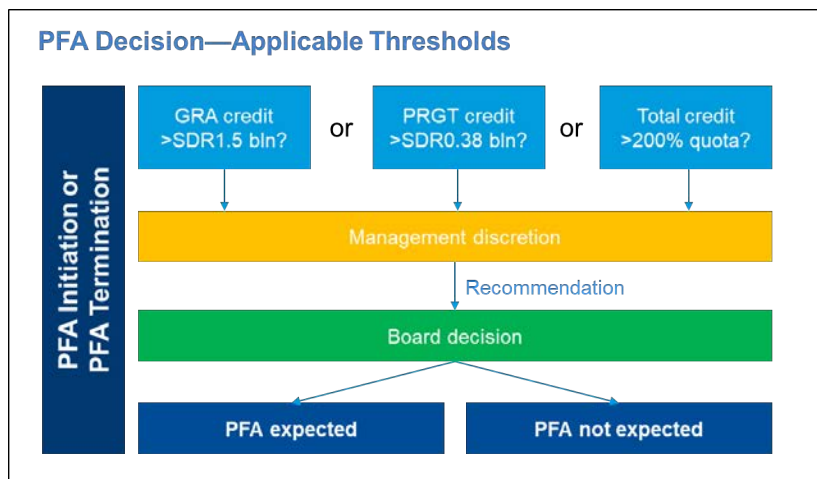 PFA Decision—Applicable Thresholds
PFA Initiation or
PFA Termination
GRA credit
>SDR1.5 bln?
or
PRGT credit
>SDR0.38 bln?
or
Total credit
>200% quota?
Management discretion
Recommendation
Board decision
PFA expected
PFA not expected